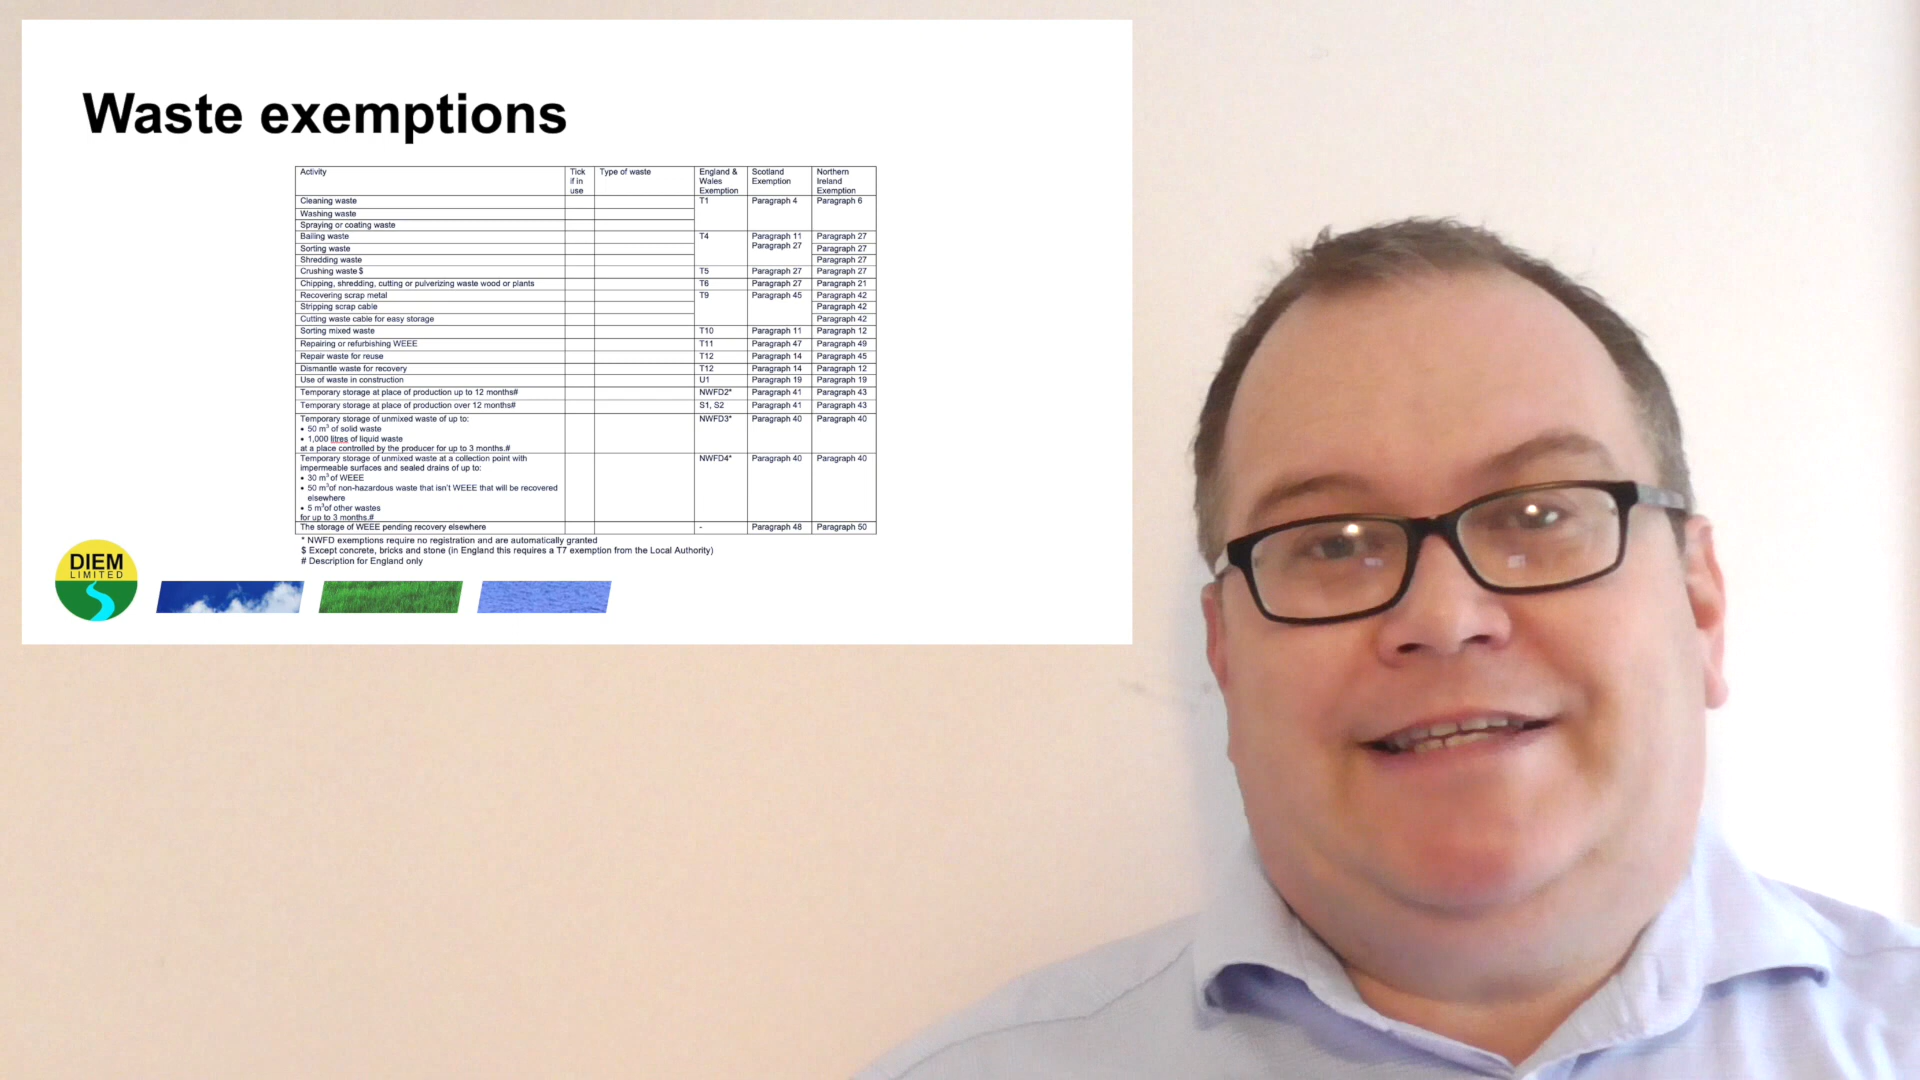 Waste exemptions
Activity Tick if in use Type of waste England & Wales Exemption Scotland Exemption Northern Ireland Exemption
Cleaning waste T1 Paragraph 4 Paragraph 6
Washing waste
Spraying or coating waste
Bailing waste T4 Paragraph 11 Paragraph 27
Sorting waste Paragraph 27 Paragraph 27
Shredding waste Paragraph 27
Crushing waste $ T5 Paragraph 27 Paragraph 27
Chipping, shredding, cutting or pulverizing waste wood or plants T6 Paragraph 27 Paragraph 21
Recovering scrap metal T9 Paragraph 45 Paragraph 42
Stripping scrap cable Paragraph 42
Cutting waste cable for easy storage Paragraph 42
Sorting mixed waste T10 Paragraph 11 Paragraph 12
Repairing or refurbishing WEEE T11 Paragraph 47 Paragraph 49
Repair waste for reuse T12 Paragraph 14 Paragraph 45
Dismantle waste for recovery T12 Paragraph 14 Paragraph 12
Use of waste in construction U1 Paragraph 19 Paragraph 19
Temporary storage at place of production up to 12 months# NWFD2* Paragraph 41 Paragraph 43
Temporary storage at place of production over 12 months# S1, S2 Paragraph 41 Paragraph 43
Temporary storage of unmixed waste of up to: NWFD3* Paragraph 40 Paragraph 40
• 50 m³ of solid waste
• 1,000 litres of liquid waste
at a place controlled by the producer for up to 3 months.#
Temporary storage of unmixed waste at a collection point with NWFD4* Paragraph 40 Paragraph 40
impermeable surfaces and sealed drains of up to:
• 30 m³ of WEEE
• 50 m³of non-hazardous waste that isn't WEEE that will be recovered
elsewhere
• 5 m³of other wastes
for up to 3 months.#
The storage of WEEE pending recovery elsewhere - Paragraph 48 Paragraph 50
* NWFD exemptions require no registration and are automatically granted
$ Except concrete, bricks and stone (in England this requires a T7 exemption from the Local Authority)
# Description for England only
DIEM
LIMITED